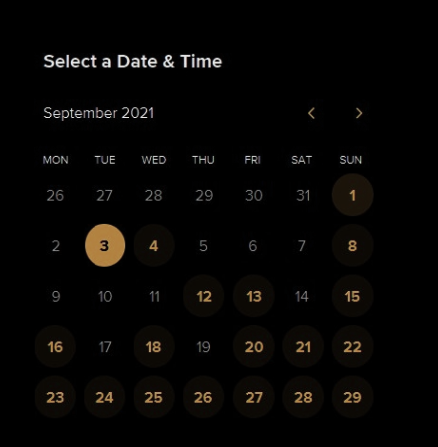 Select a Date & Time
September 2021
MON TUE WED THU FRI SAT SUN
26 27 28 29 30 31 1
2 3 4 5 6 7 8
9 10 11 12 13 14 15
16 17 18 19 20 21 22
23 24 25 26 27 28 29